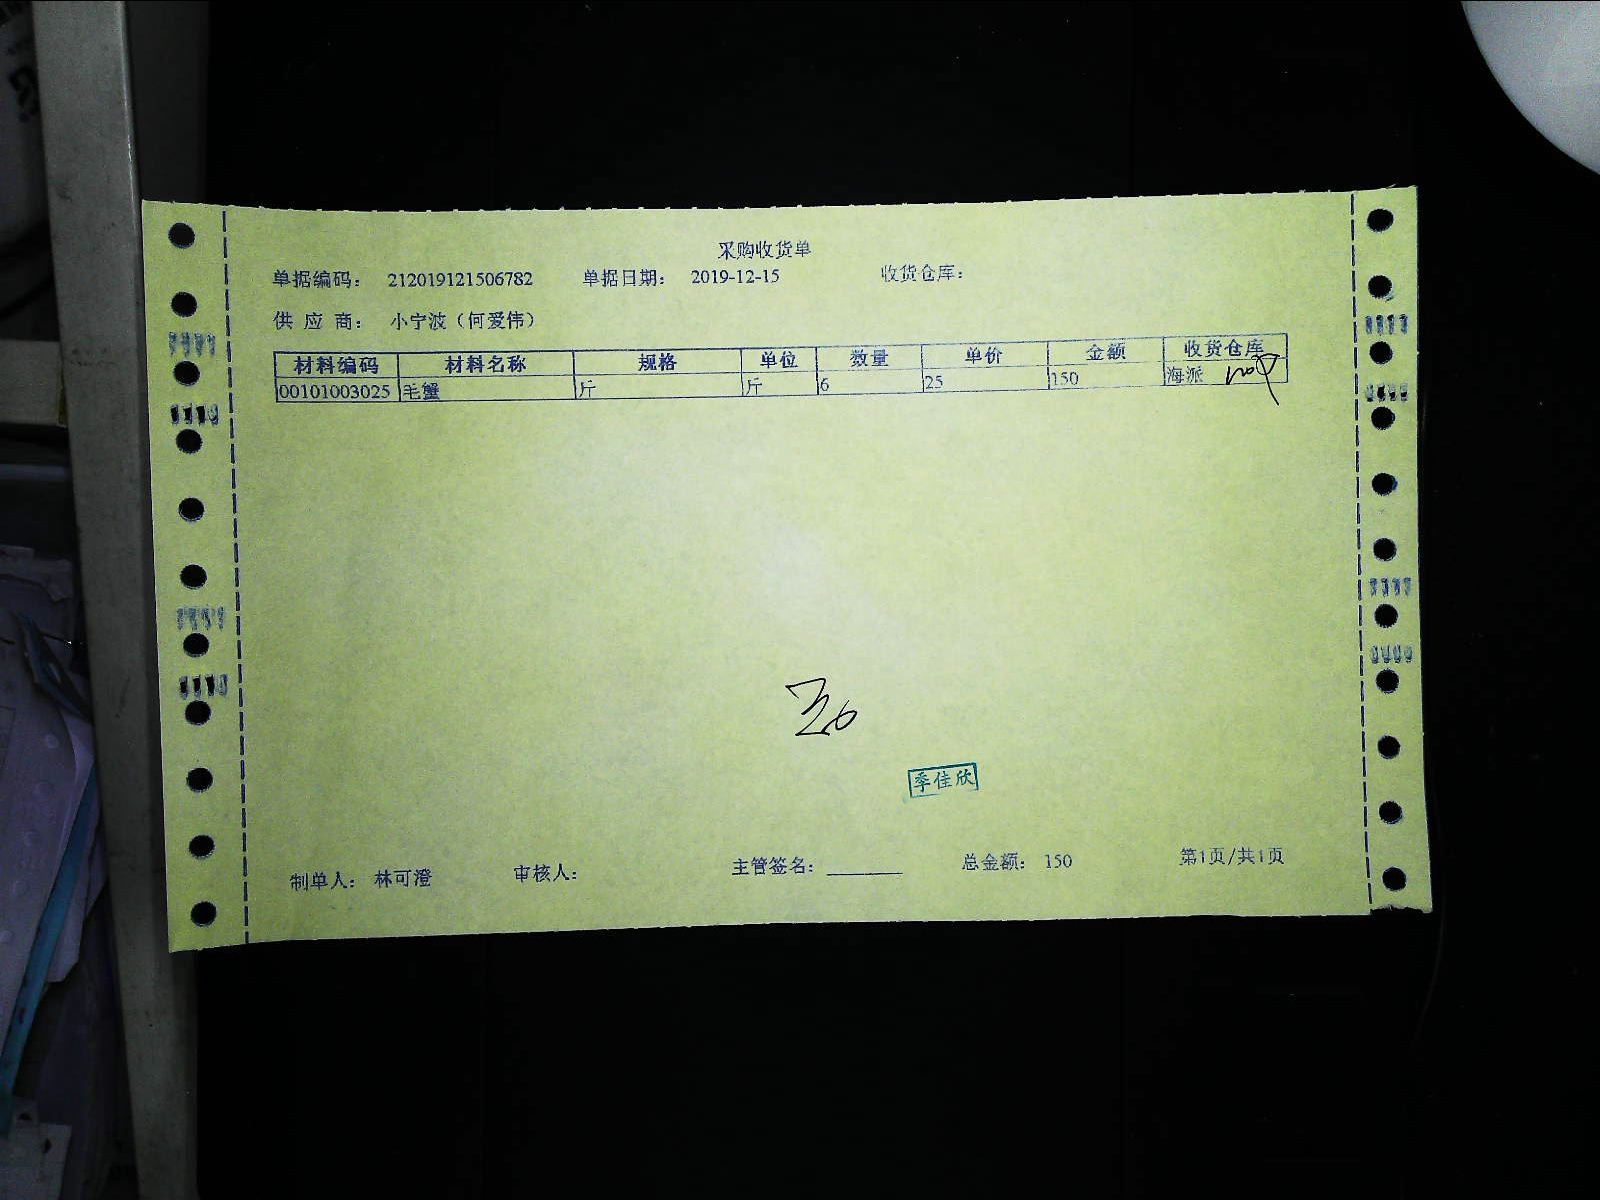 采购收货单
单据编码： 212019121506782 单据日期： 2019-12-15 收货仓库：
供 应 商： 小宁波（何爱伟）
材料编码 材料名称 规格 单位 数量 单价 金额 收货仓库
00101003025 毛蟹 斤 斤 6 25 150 海派
季佳欣
制单人： 林可澄 审核人： 主管签名：________ 总金额： 150 第1页/共1页